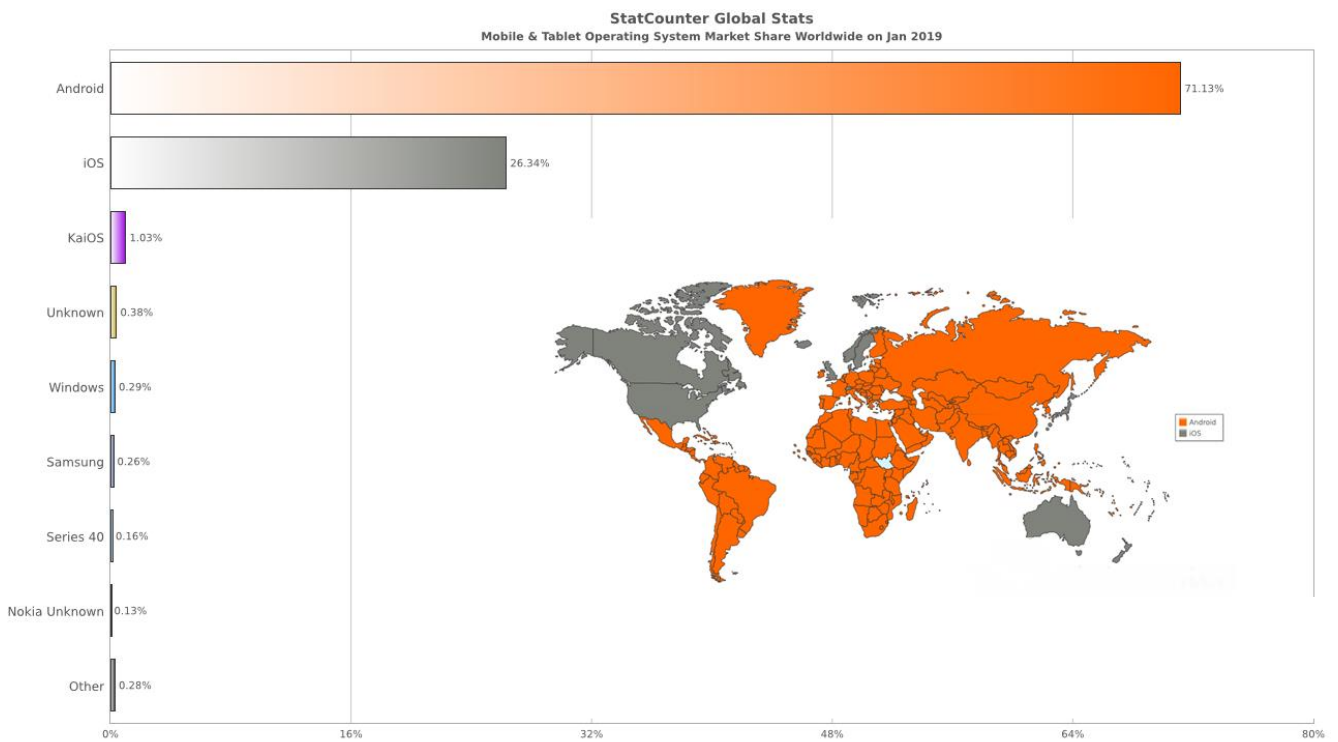 StatCounter Global Stats
Mobile & Tablet Operating System Market Share Worldwide on Jan 2019
Android
71.13%
iOS
26.34%
KaiOS
1.03%
Unknown
0.38%
Windows
0.29%
Samsung
0.26%
Series 40
0.16%
Nokia Unknown
0.13%
Other
0.28%
Android
iOS
0% 16% 32% 48% 64% 80%